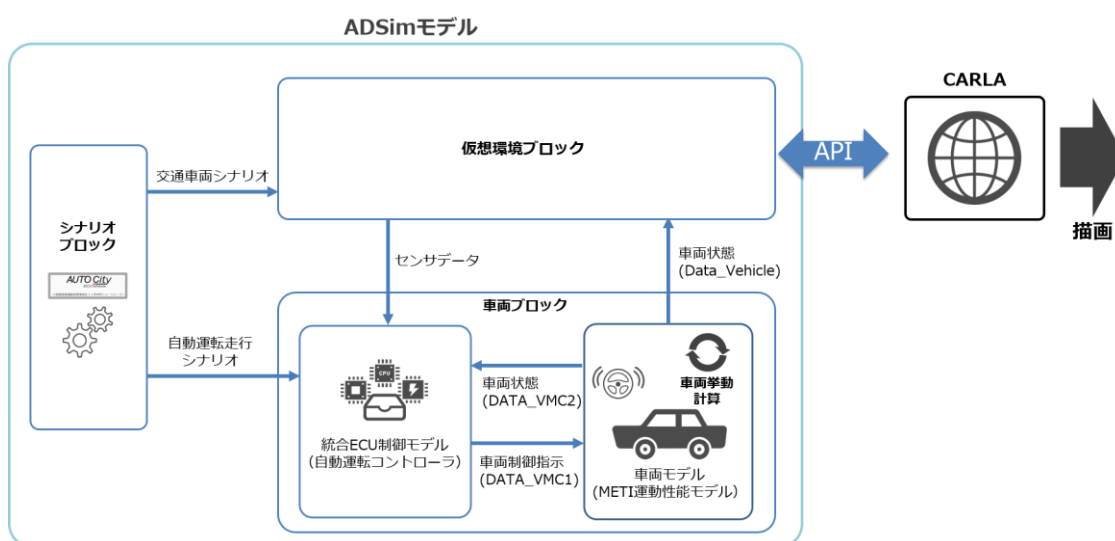 ADSimモデル
CARLA
仮想環境ブロック
API
描画
シナリオ
ブロック
AUTO City
交通車両シナリオ
自動運転走行
シナリオ
センサデータ
車両状態
(Data_Vehicle)
車両ブロック
CPU
統合ECU制御モデル
(自動運転コントローラ)
車両状態
(DATA_VMC2)
車両制御指示
(DATA_VMC1)
車両挙動
計算
車両モデル
(METI運動性能モデル)